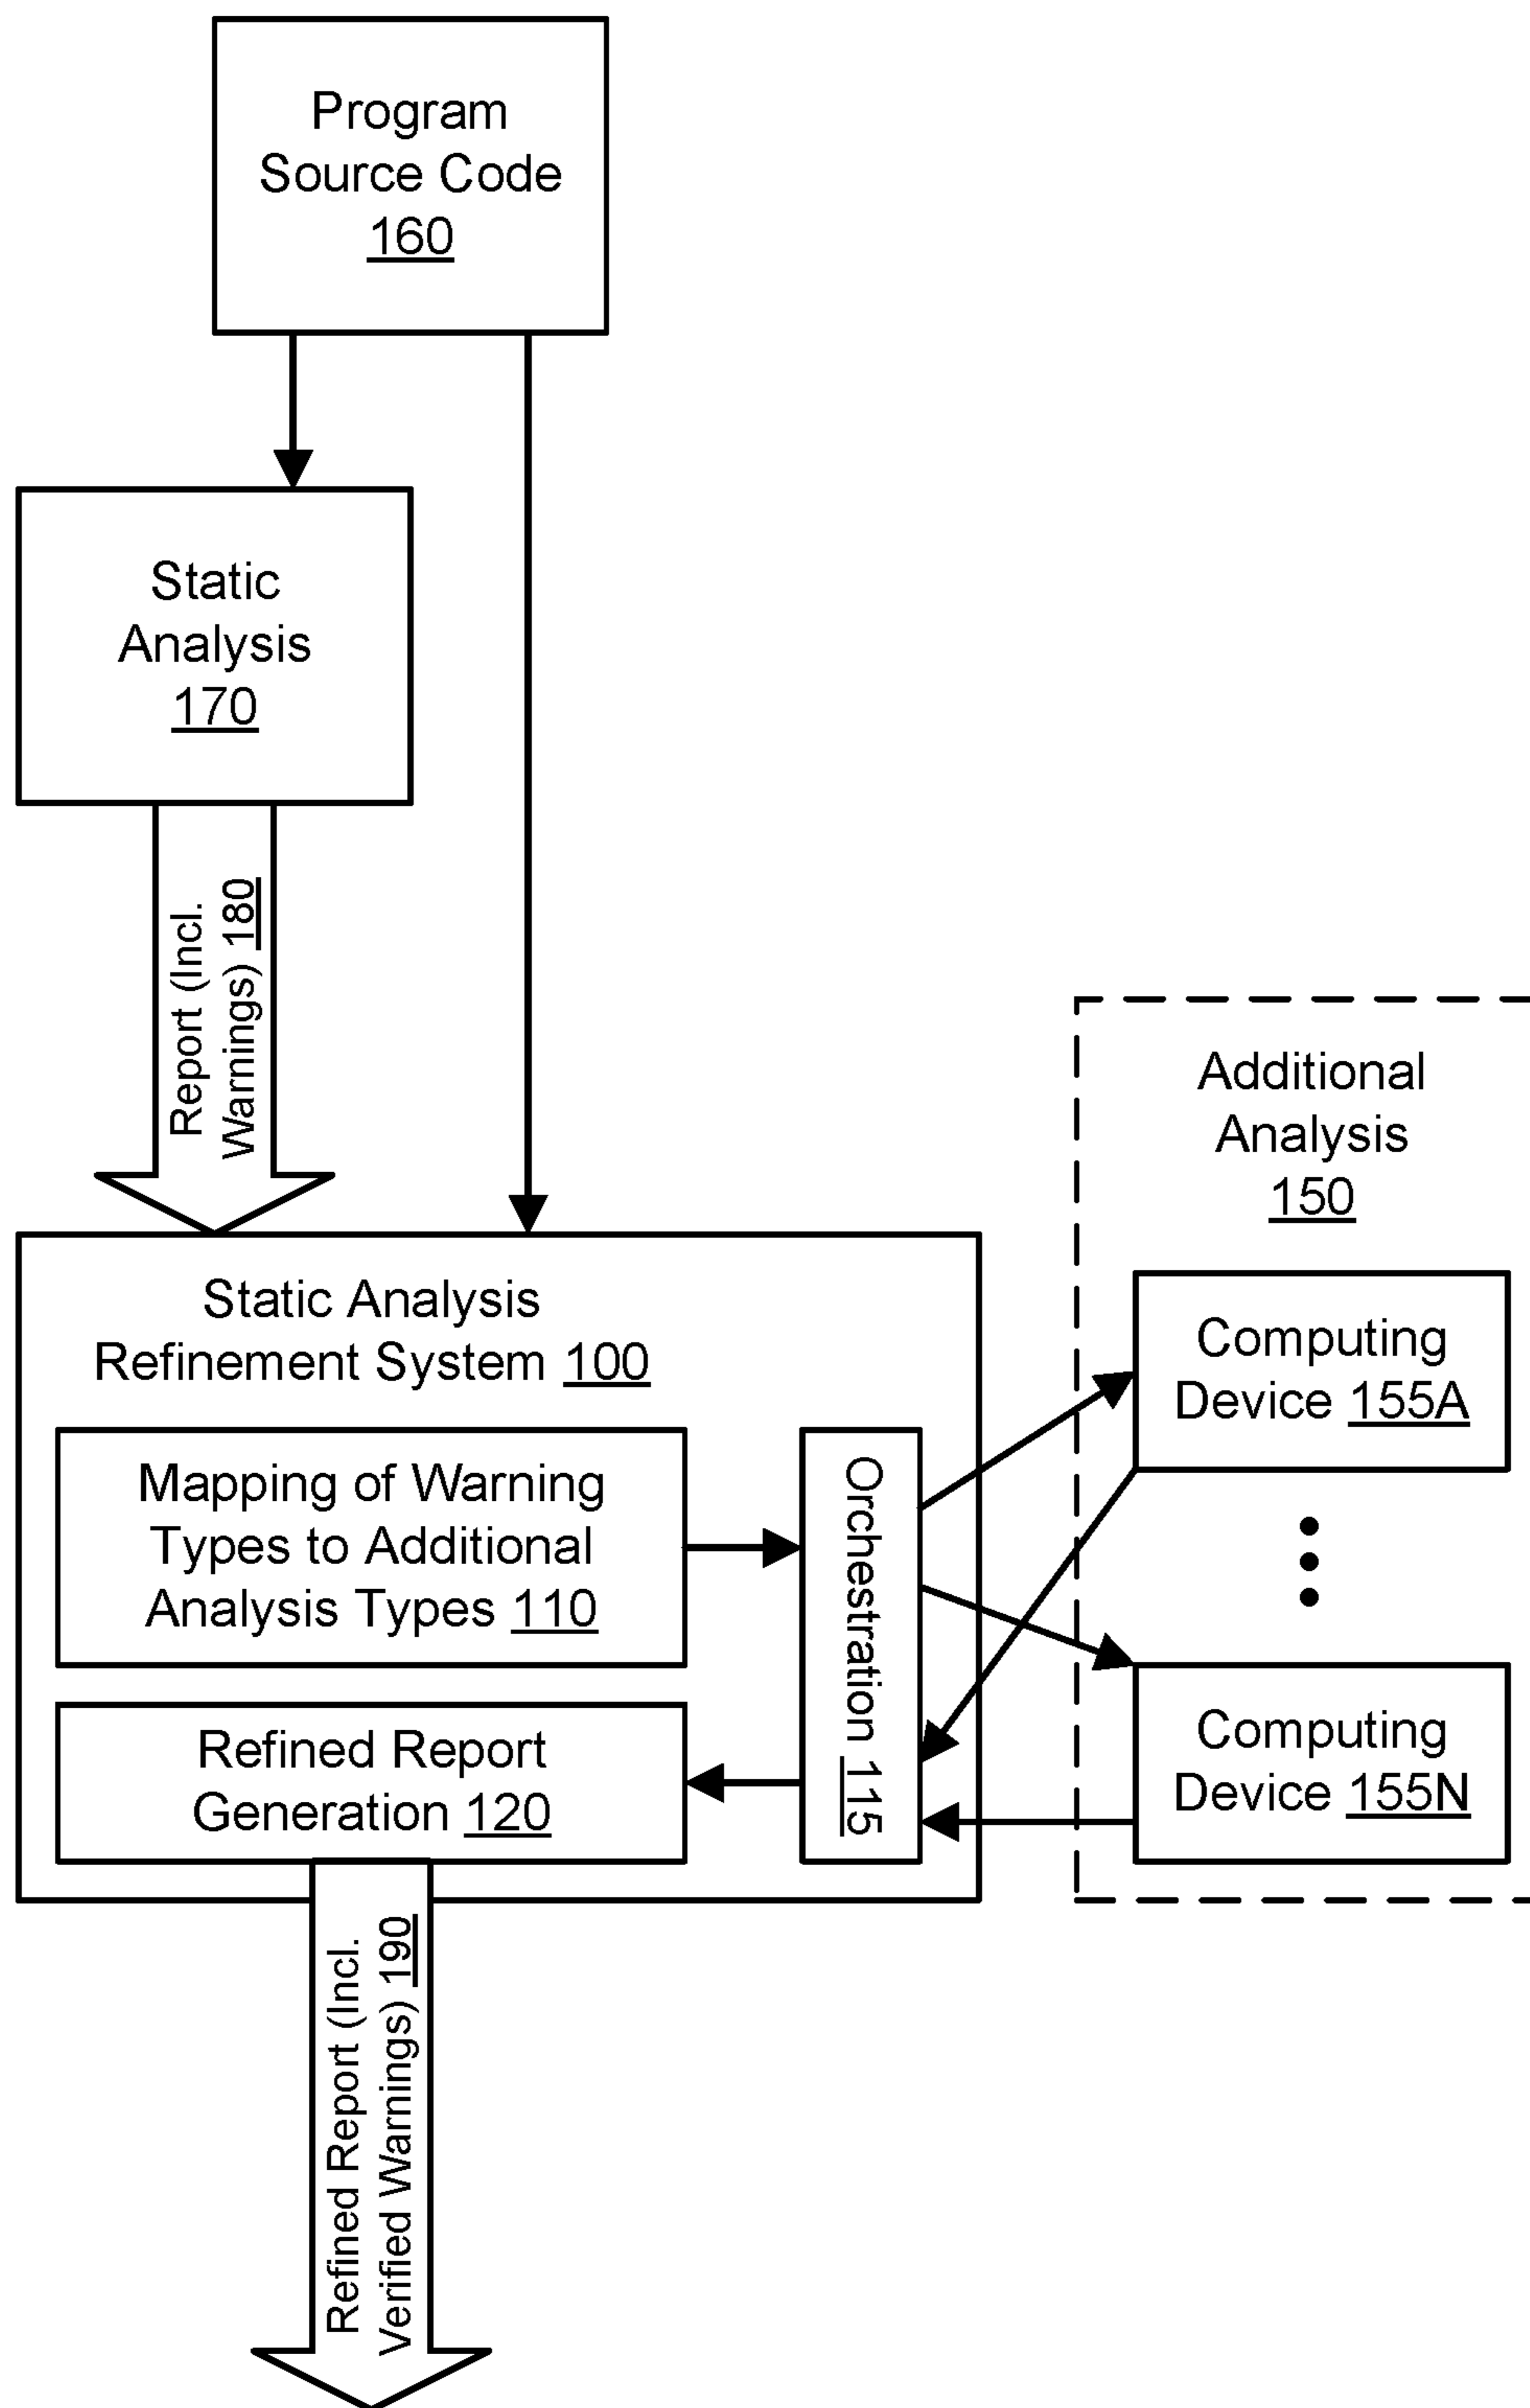 Program
Source Code
160
Static
Analysis
170
Report (Incl.
Warnings) 180
Additional
Analysis
150
Static Analysis
Refinement System 100
Computing
Device 155A
Mapping of Warning
Types to Additional
Analysis Types 110
Orchestration 115
Refined Report
Generation 120
Computing
Device 155N
Refined Report (Incl.
Verified Warnings) 190